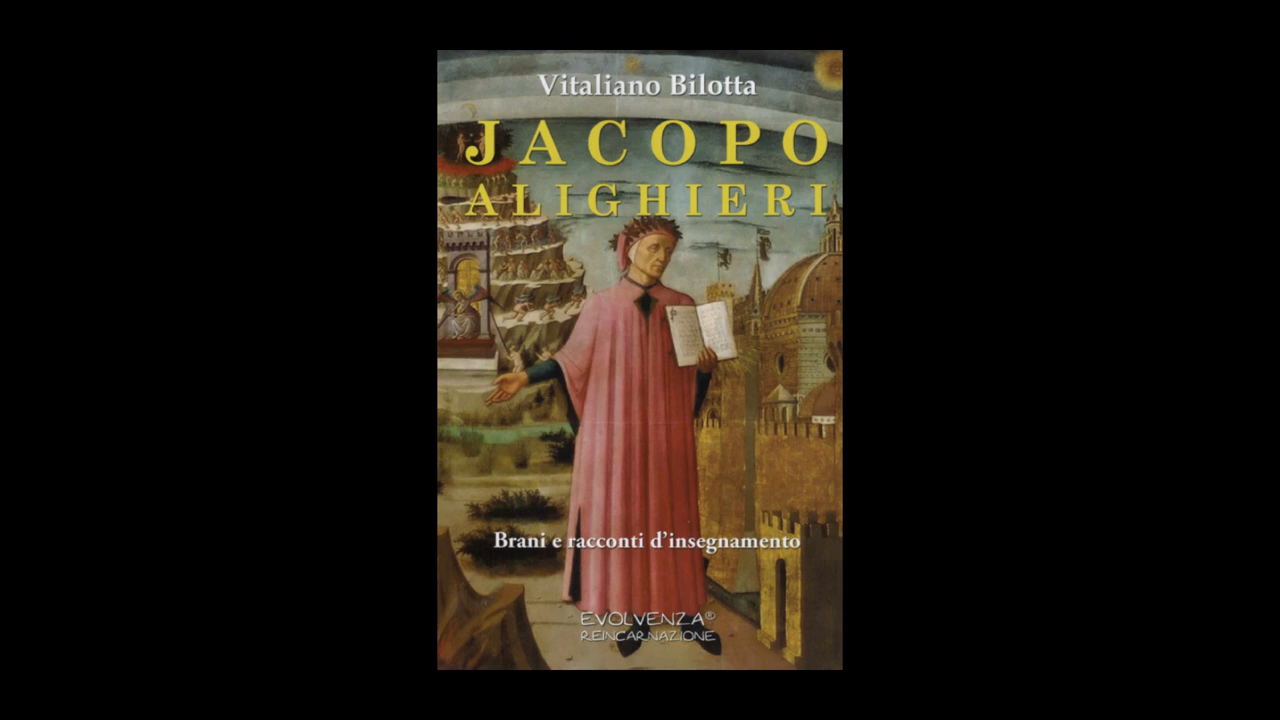 Vitaliano Bilotta
JACOPO
ALIGHIERI
Brani e racconti d’insegnamento
EVOLVENZA®
REINCARNAZIONE